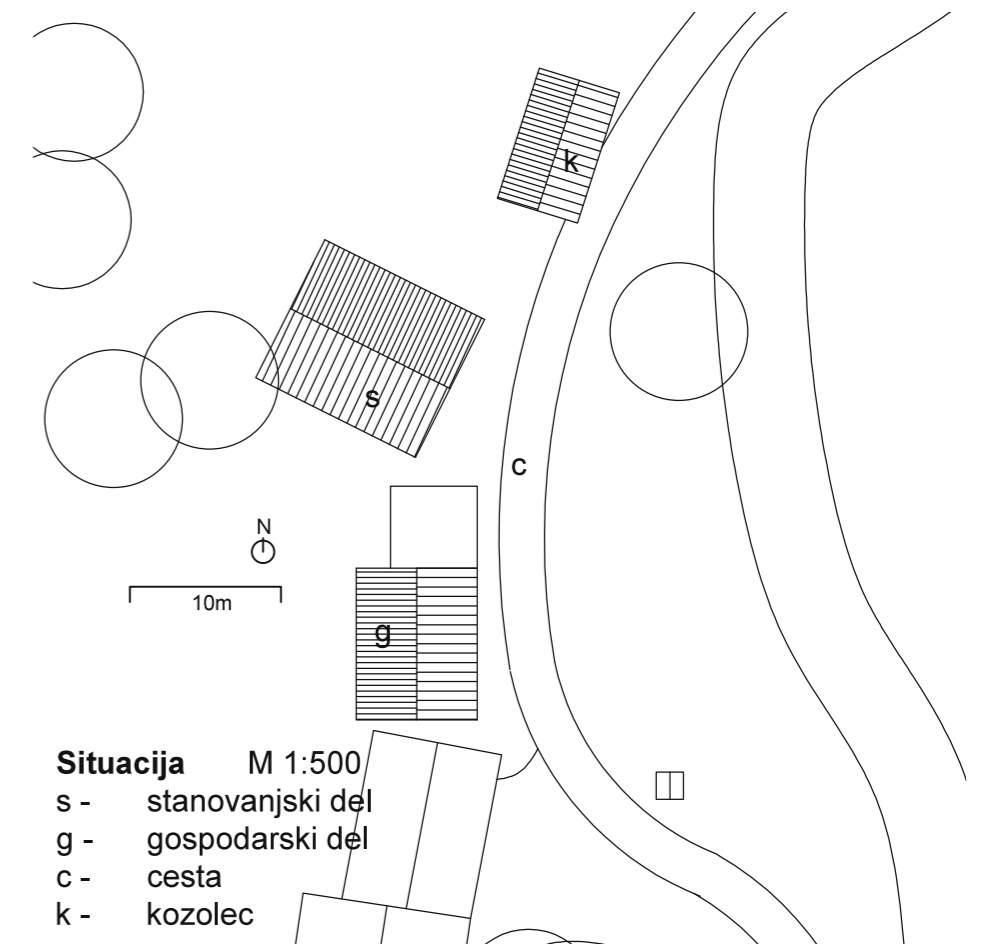 k
s
c
N
10m
g
Situacija M 1:500
s - stanovanjski del
g - gospodarski del
c - cesta
k - kozolec